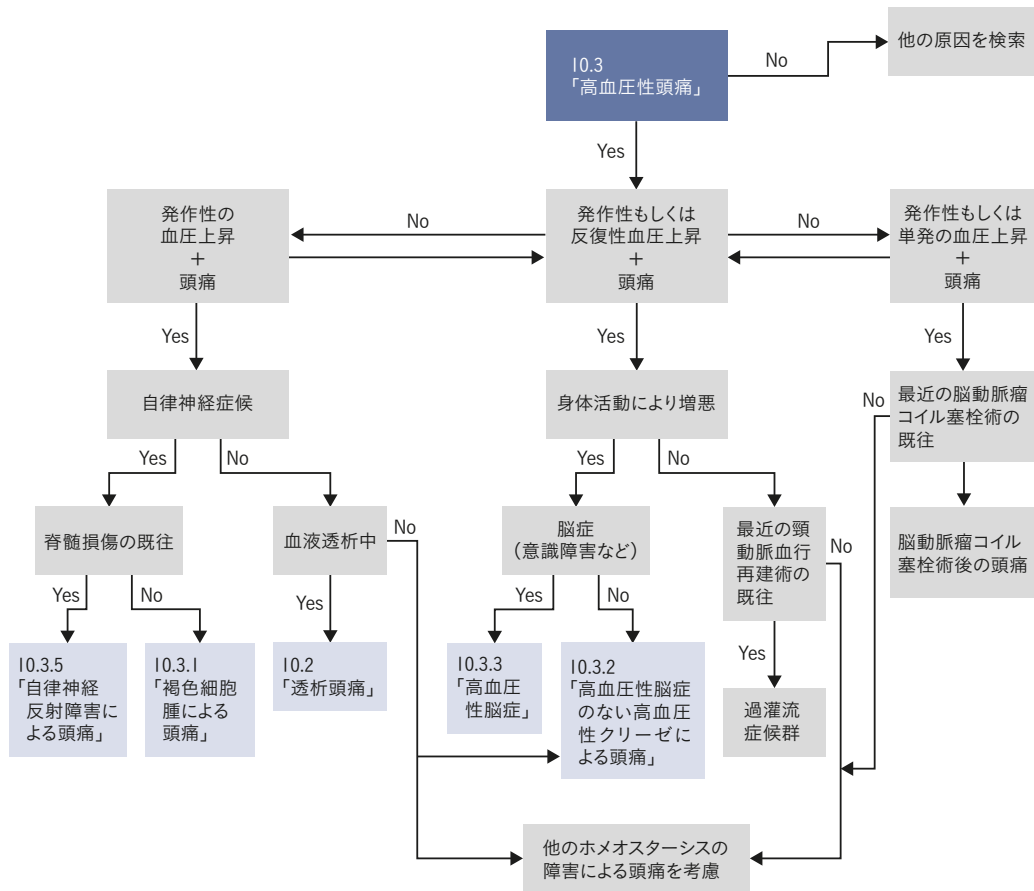 他の原因を検索
No
10.3
「高血圧性頭痛」
Yes
発作性の
血圧上昇
+
頭痛
No
発作性もしくは
反復性血圧上昇
+
頭痛
No
発作性もしくは
単発の血圧上昇
+
頭痛
Yes
Yes
Yes
自律神経症候
身体活動により増悪
No
最近の脳動脈瘤
コイル塞栓術の
既往
Yes
No
Yes
No
脊髄損傷の既往
血液透析中
No
脳症
（意識障害など）
最近の頸
動脈血行
再建術の
既往
No
脳動脈瘤コイル
塞栓術後の頭痛
Yes
No
Yes
Yes
No
Yes
10.3.5
「自律神経
反射障害に
よる頭痛」
10.3.1
「褐色細胞
腫による
頭痛」
10.2
「透析頭痛」
10.3.3
「高血圧
性脳症」
10.3.2
「高血圧性脳症
のない高血圧
性クリーゼに
よる頭痛」
過灌流
症候群
他のホメオスターシスの
障害による頭痛を考慮